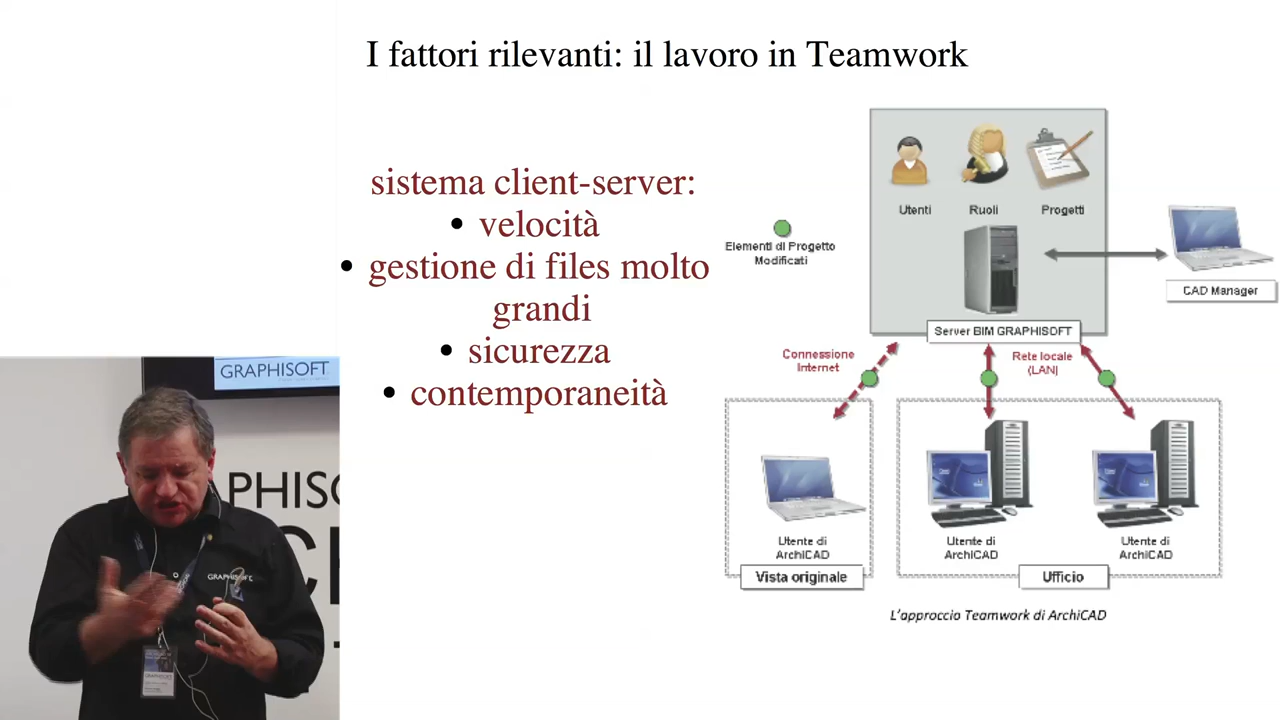 I fattori rilevanti: il lavoro in Teamwork
sistema client-server:
• velocità
• gestione di files molto
grandi
• sicurezza
• contemporaneità
Utenti
Ruoli
Progetti
Elementi di Progetto
Modificati
CAD Manager
Server BIM GRAPHISOFT
Connessione
Internet
Rete locale
(LAN)
Utente di
ArchiCAD
Utente di
ArchiCAD
Utente di
ArchiCAD
Vista originale
Ufficio
L'approccio Teamwork di ArchiCAD
GRAPHISOFT
PHISO
GRAPHISOFT
GRAPHISOFT